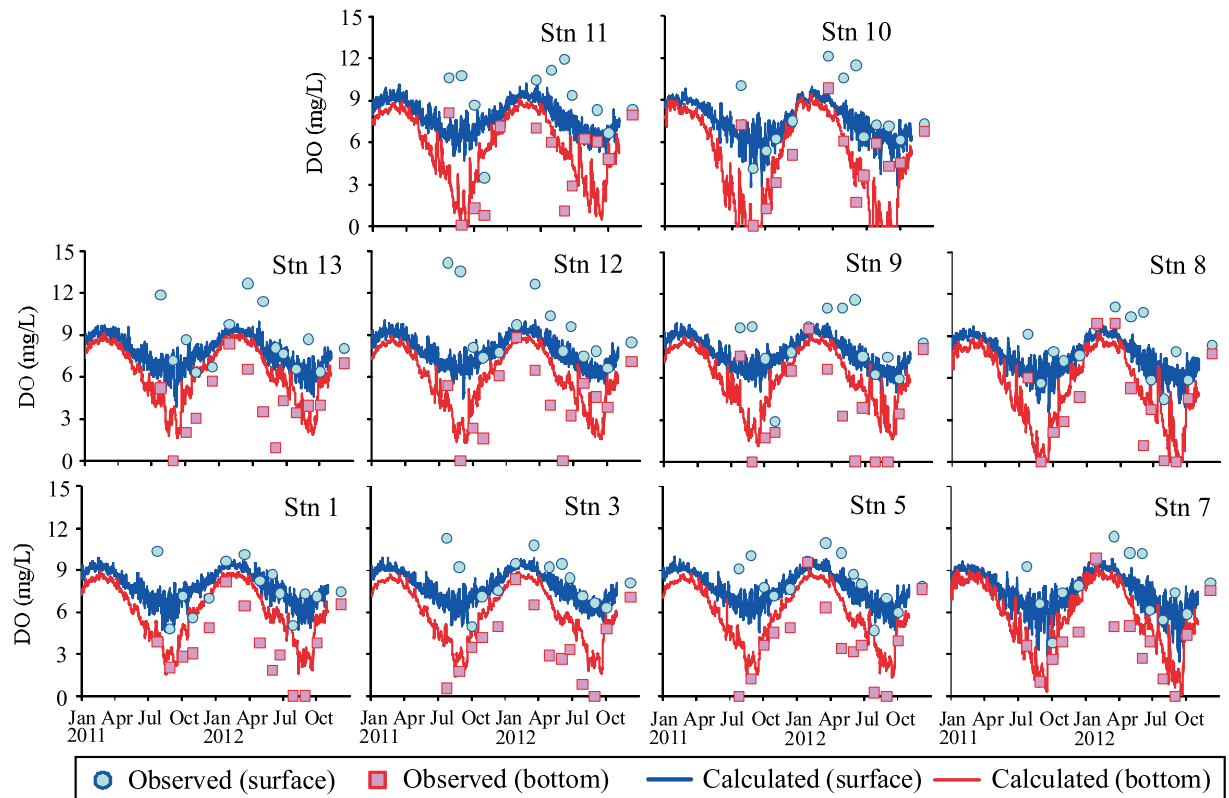 Stn 11
Stn 10
15
12
9
6
3
0
DO (mg/L)
Stn 13
Stn 12
Stn 9
Stn 8
15
12
9
6
3
0
DO (mg/L)
Stn 1
Stn 3
Stn 5
Stn 7
15
12
9
6
3
0
DO (mg/L)
Jan Apr Jul Oct Jan Apr Jul Oct
2011 2012
Jan Apr Jul Oct Jan Apr Jul Oct
2011 2012
Jan Apr Jul Oct Jan Apr Jul Oct
2011 2012
Jan Apr Jul Oct Jan Apr Jul Oct
2011 2012
Observed (surface) Observed (bottom) Calculated (surface) Calculated (bottom)